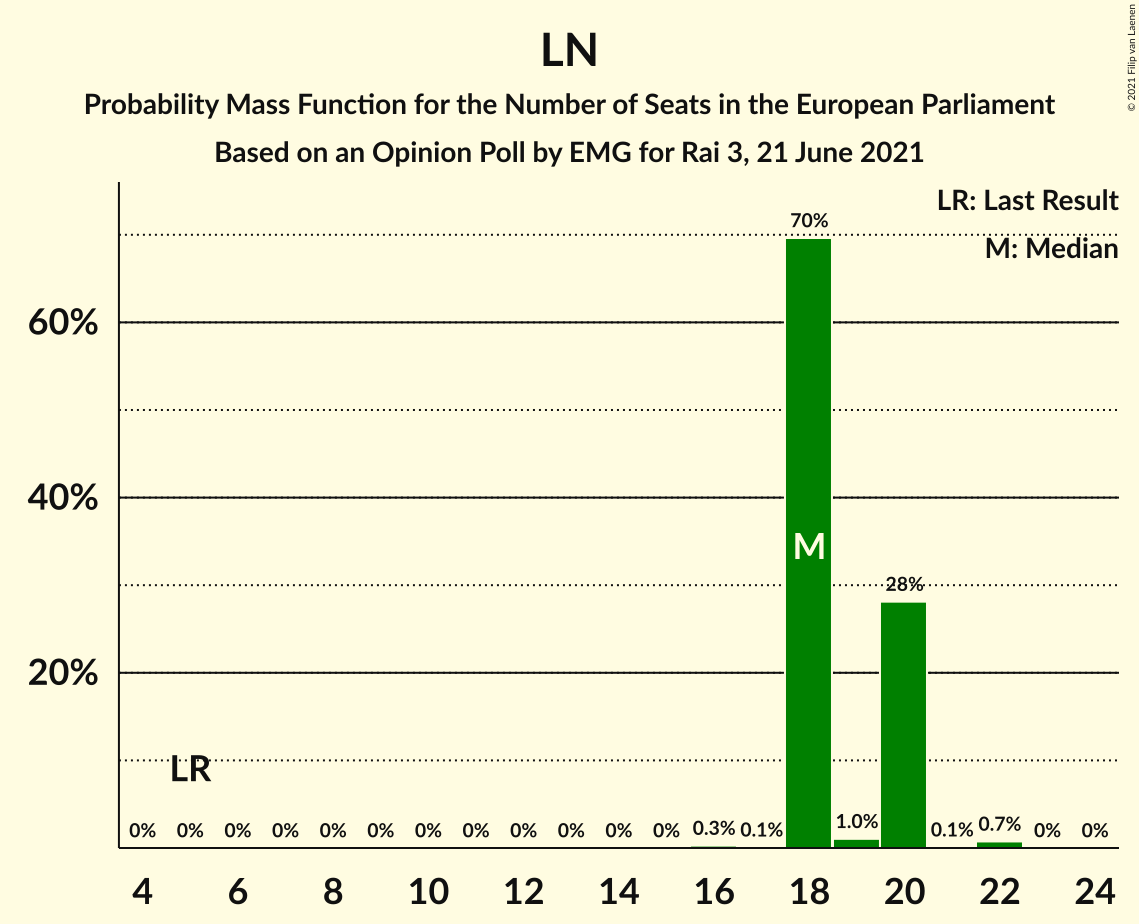 LN
Probability Mass Function for the Number of Seats in the European Parliament
Based on an Opinion Poll by EMG for Rai 3, 21 June 2021
© 2021 Filip van Laenen
LR: Last Result
M: Median
60%
40%
20%
70%
M
28%
LR
0% 0% 0% 0% 0% 0% 0% 0% 0% 0% 0% 0% 0.3% 0.1% 1.0% 0.1% 0.7% 0% 0%
4 6 8 10 12 14 16 18 20 22 24